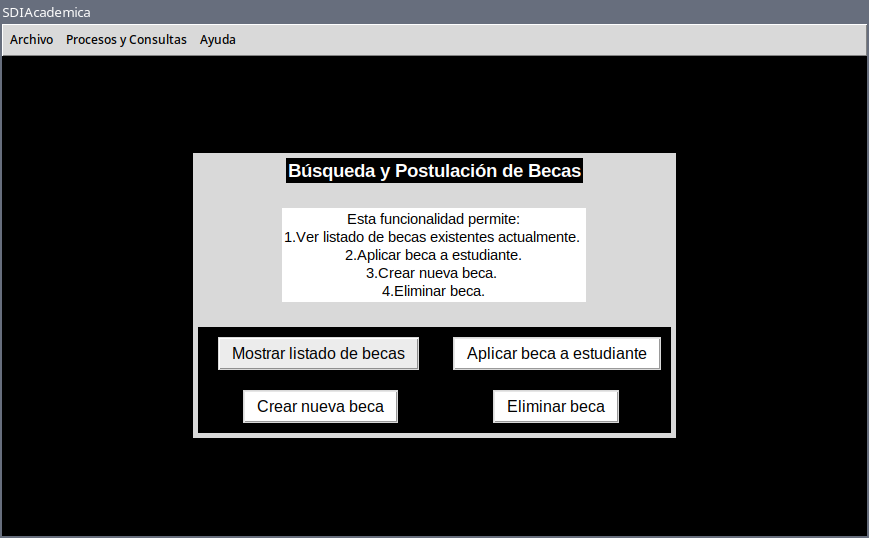 SDIAcademica
Archivo Procesos y Consultas Ayuda
Búsqueda y Postulación de Becas
Esta funcionalidad permite:
1.Ver listado de becas existentes actualmente.
2.Aplicar beca a estudiante.
3.Crear nueva beca.
4.Eliminar beca.
Mostrar listado de becas Aplicar beca a estudiante
Crear nueva beca Eliminar beca